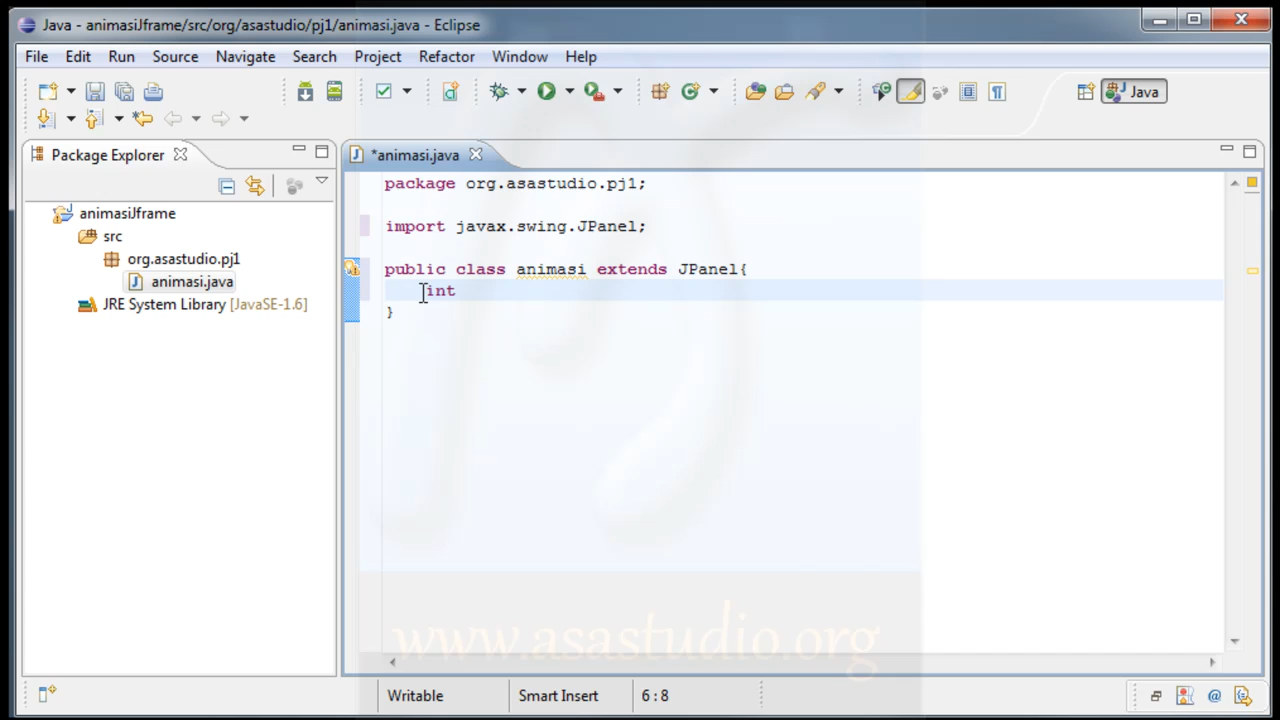 Java - animasiJframe/src/org/asastudio/pj1/animasi.java - Eclipse
File Edit Run Source Navigate Search Project Refactor Window Help
Java
Package Explorer
*animasi.java
animasiJframe
src
org.asastudio.pj1
animasi.java
JRE System Library [JavaSE-1.6]
package org.asastudio.pj1;
import javax.swing.JPanel;
public class animasi extends JPanel{
int
}
www.asastudio.org
Writable Smart Insert 6 : 8